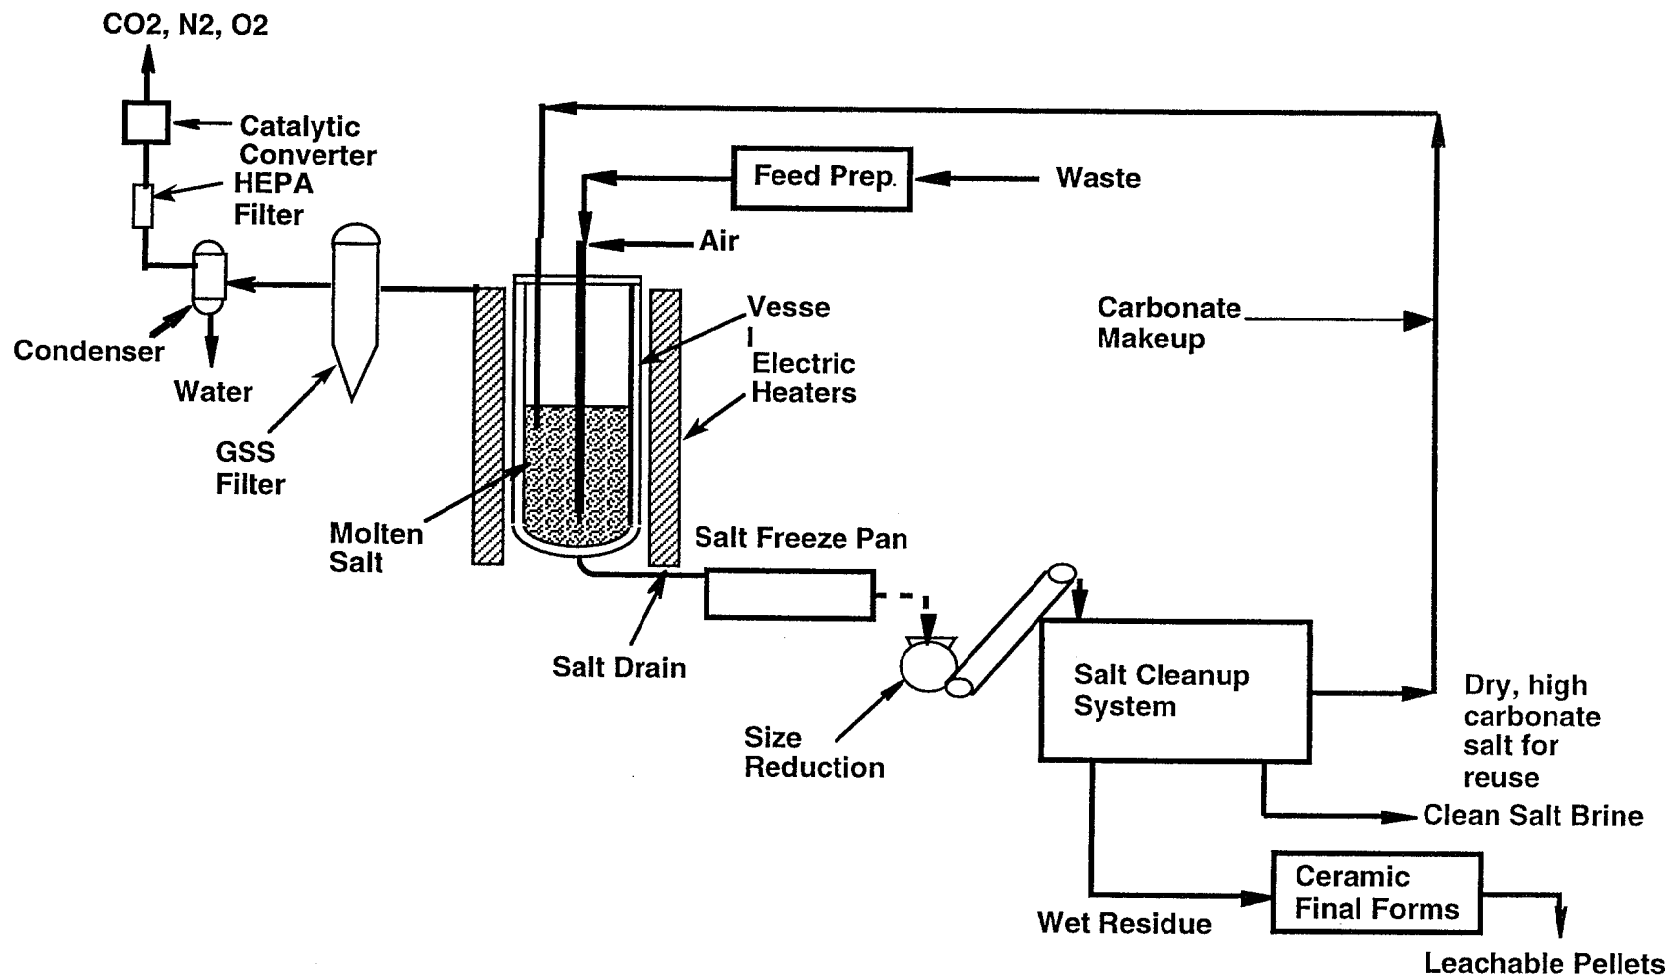 CO2, N2, O2
Catalytic
Converter
HEPA
Filter
Feed Prep.
Waste
Air
Vesse
l
Electric
Heaters
Carbonate
Makeup
Condenser
Water
GSS
Filter
Molten
Salt
Salt Freeze Pan
Salt Drain
Size
Reduction
Salt Cleanup
System
Dry, high
carbonate
salt for
reuse
Clean Salt Brine
Ceramic
Final Forms
Wet Residue
Leachable Pellets